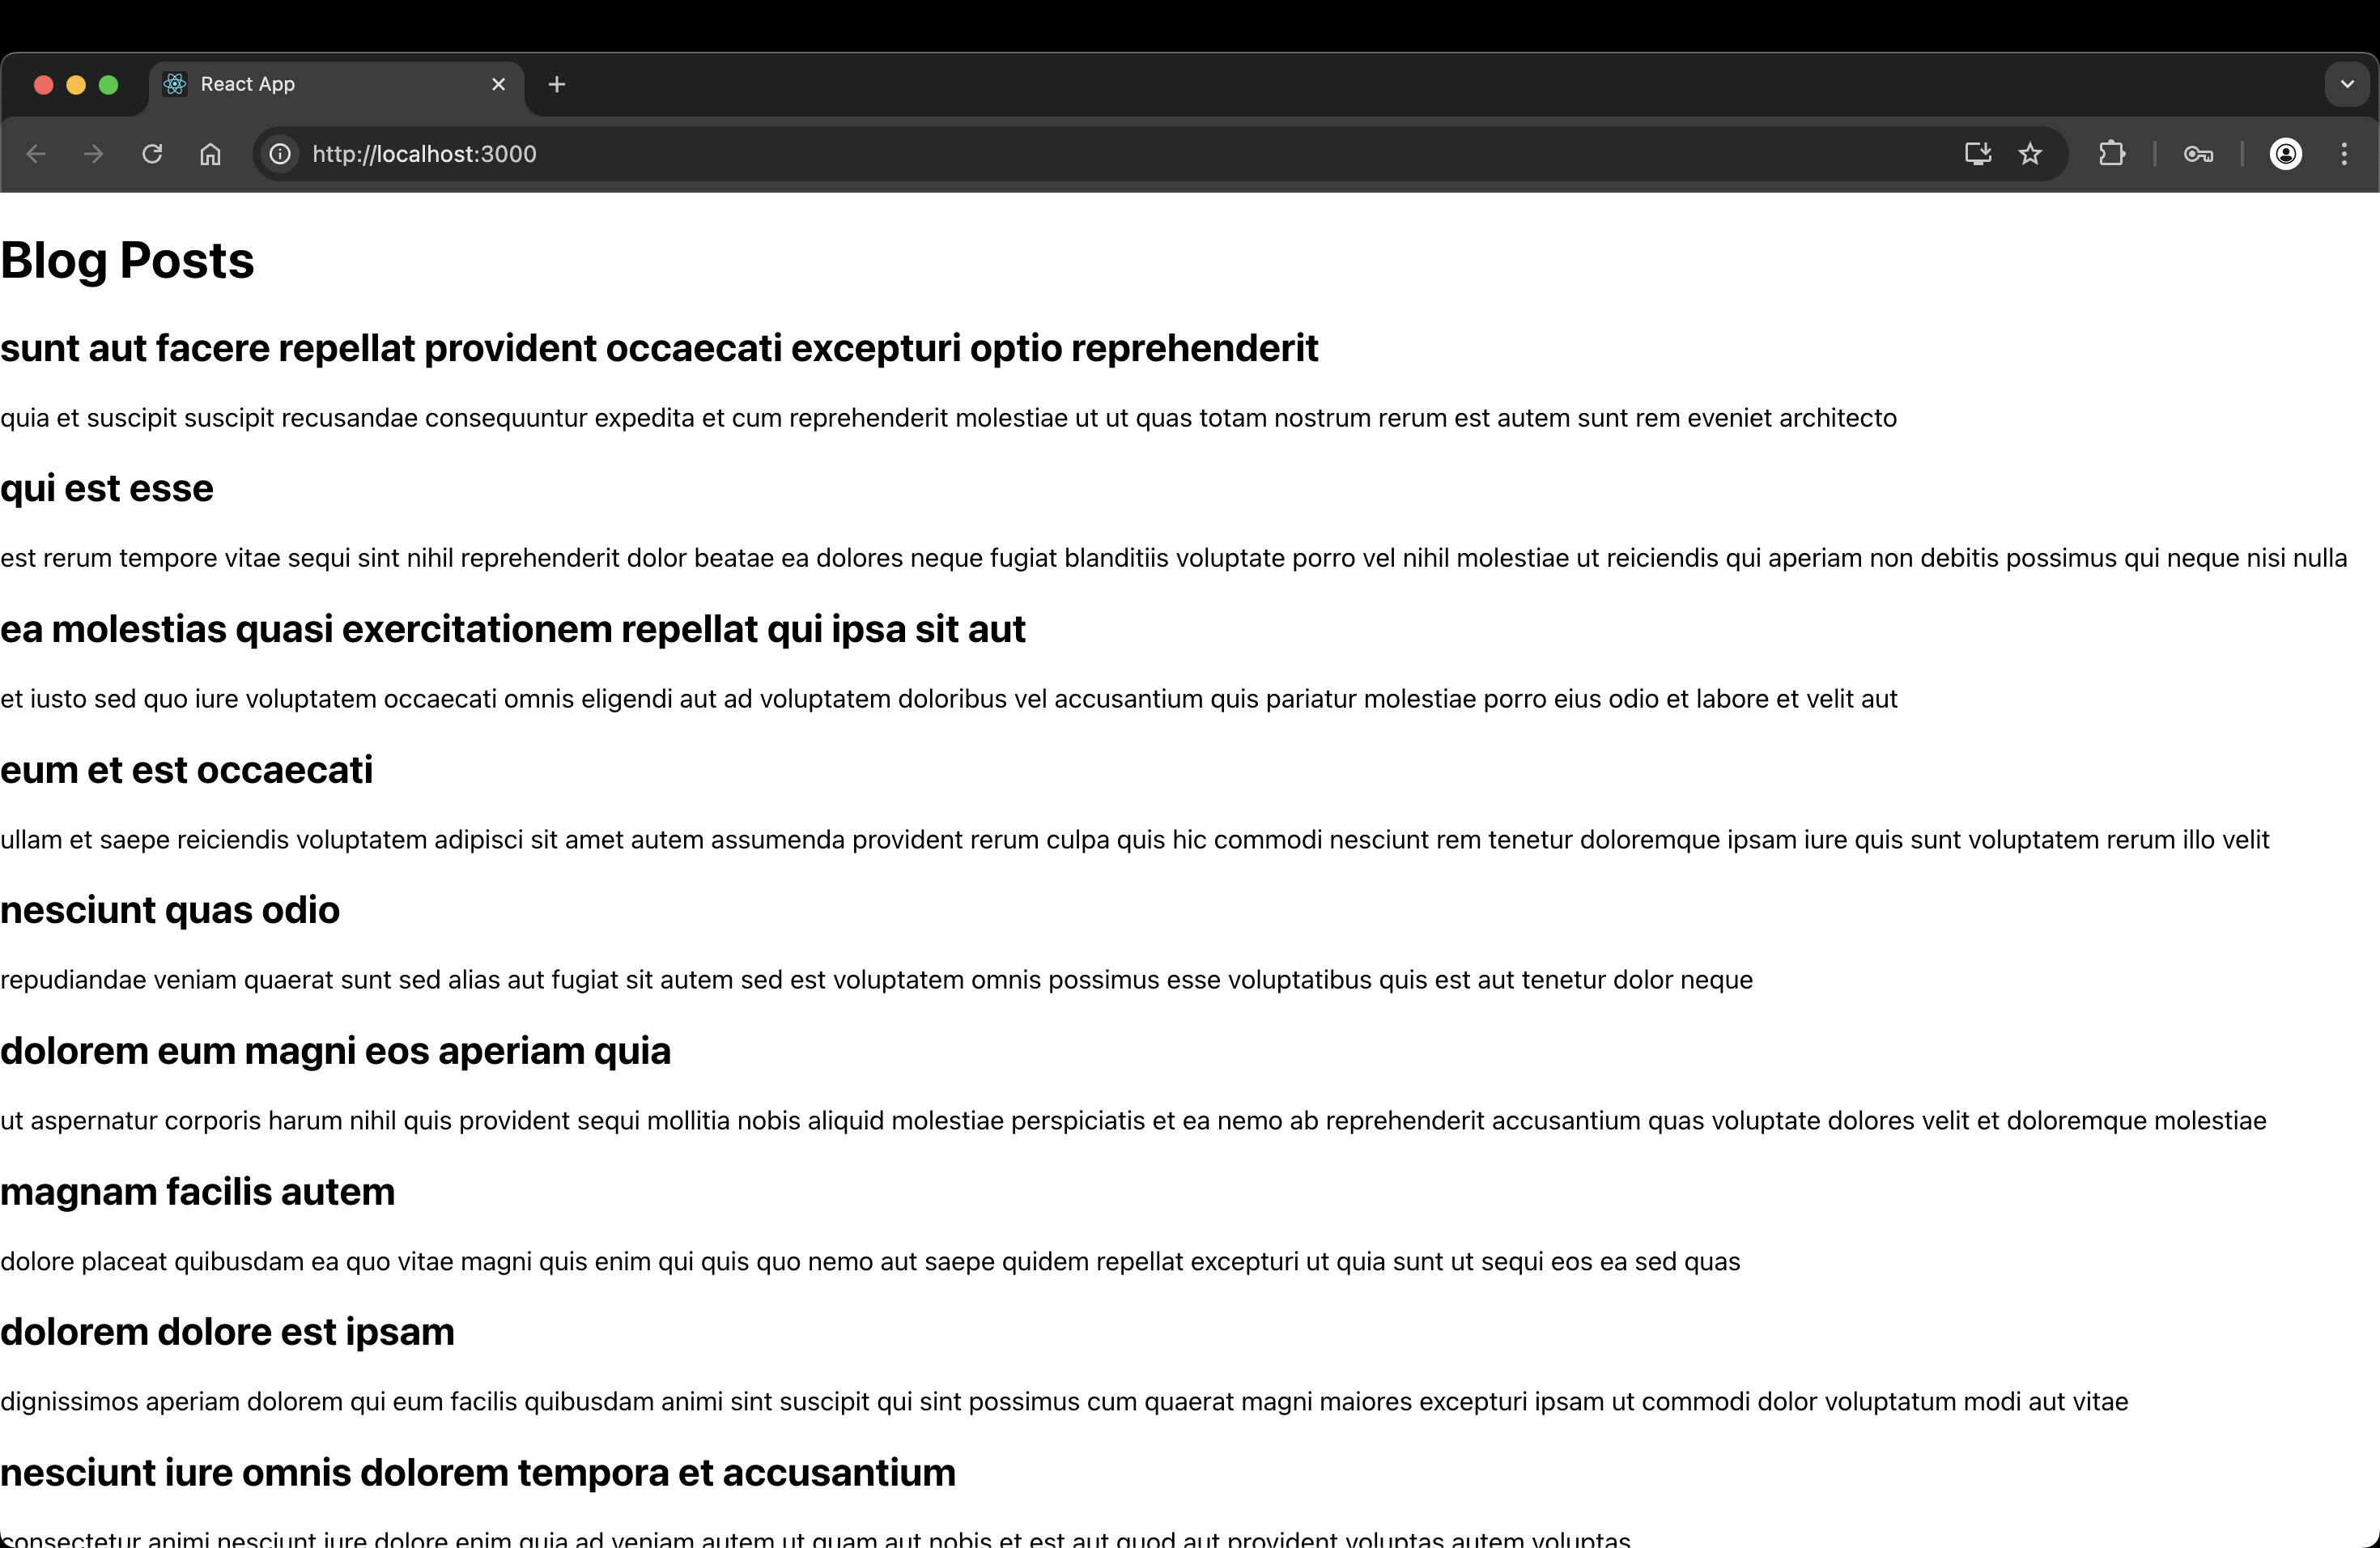 React App
http://localhost:3000
Blog Posts
sunt aut facere repellat provident occaecati excepturi optio reprehenderit
quia et suscipit suscipit recusandae consequuntur expedita et cum reprehenderit molestiae ut ut quas totam nostrum rerum est autem sunt rem eveniet architecto
qui est esse
est rerum tempore vitae sequi sint nihil reprehenderit dolor beatae ea dolores neque fugiat blanditiis voluptate porro vel nihil molestiae ut reiciendis qui aperiam non debitis possimus qui neque nisi nulla
ea molestias quasi exercitationem repellat qui ipsa sit aut
et iusto sed quo iure voluptatem occaecati omnis eligendi aut ad voluptatem doloribus vel accusantium quis pariatur molestiae porro eius odio et labore et velit aut
eum et est occaecati
ullam et saepe reiciendis voluptatem adipisci sit amet autem assumenda provident rerum culpa quis hic commodi nesciunt rem tenetur doloremque ipsam iure quis sunt voluptatem rerum illo velit
nesciunt quas odio
repudiandae veniam quaerat sunt sed alias aut fugiat sit autem sed est voluptatem omnis possimus esse voluptatibus quis est aut tenetur dolor neque
dolorem eum magni eos aperiam quia
ut aspernatur corporis harum nihil quis provident sequi mollitia nobis aliquid molestiae perspiciatis et ea nemo ab reprehenderit accusantium quas voluptate dolores velit et doloremque molestiae
magnam facilis autem
dolore placeat quibusdam ea quo vitae magni quis enim qui quis quo nemo aut saepe quidem repellat excepturi ut quia sunt ut sequi eos ea sed quas
dolorem dolore est ipsam
dignissimos aperiam dolorem qui eum facilis quibusdam animi sint suscipit qui sint possimus cum quaerat magni maiores excepturi ipsam ut commodi dolor voluptatum modi aut vitae
nesciunt iure omnis dolorem tempora et accusantium
consectetur animi nesciunt iure dolore enim quia ad veniam autem ut quam aut nobis et est aut quod aut provident voluptas autem voluptas